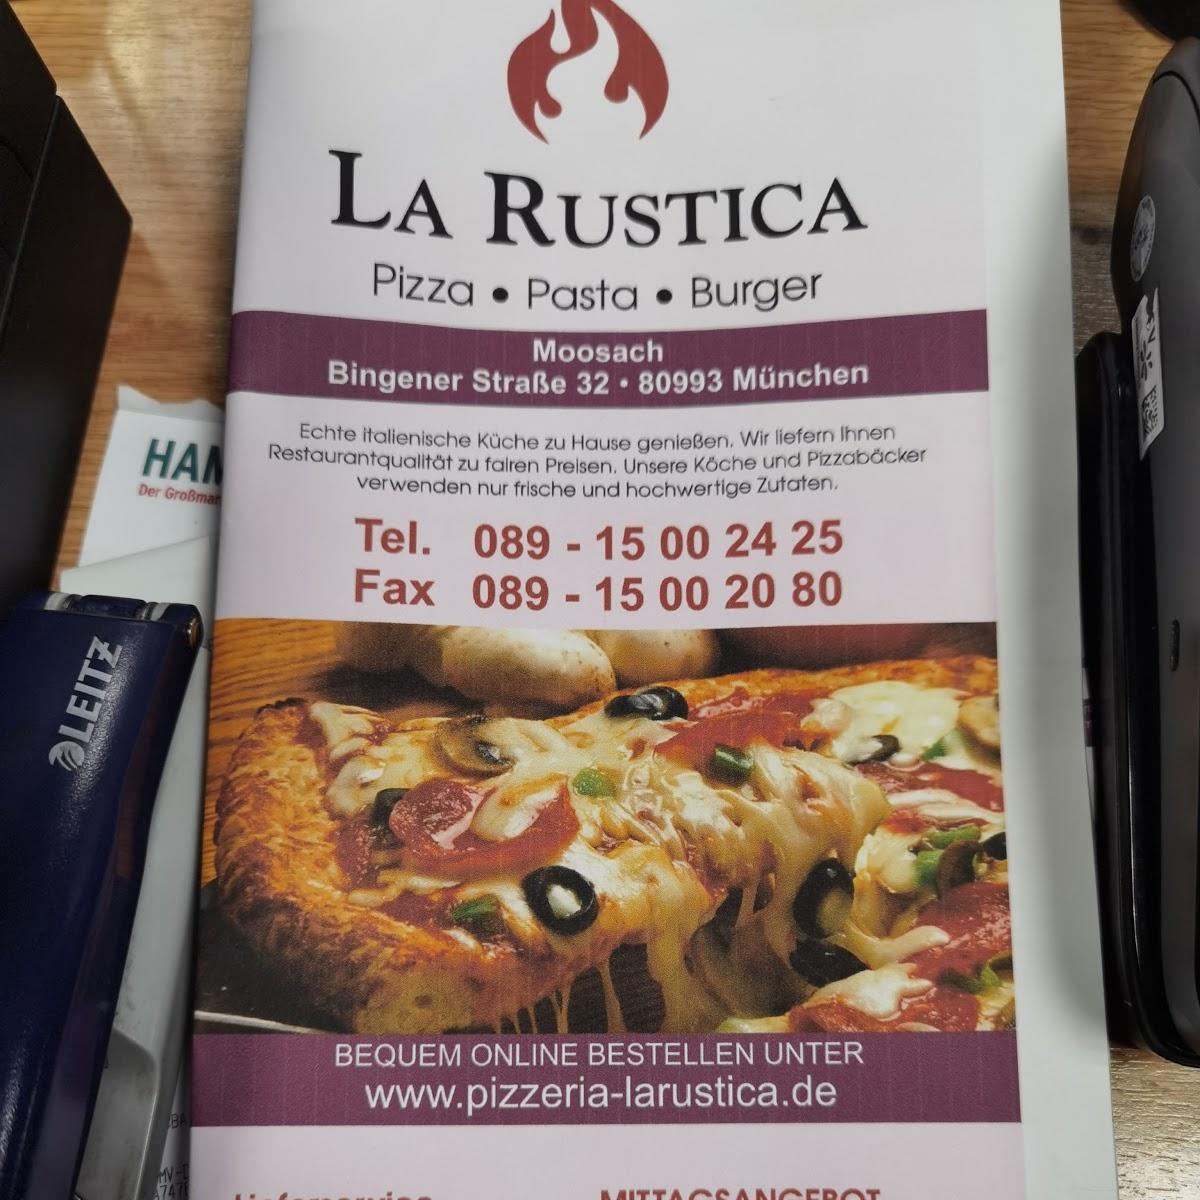 LA RUSTICA
Pizza • Pasta • Burger
Moosach
Bingener Straße 32 • 80993 München
Echte italienische Küche zu Hause genießen. Wir liefern Ihnen
Restaurantqualität zu fairen Preisen. Unsere Köche und Pizzabäcker
verwenden nur frische und hochwertige Zutaten.
Tel. 089 - 15 00 24 25
Fax 089 - 15 00 20 80
BEQUEM ONLINE BESTELLEN UNTER
www.pizzeria-larustica.de
Lieferservice
MITTAGSANGEBOT
HAM
Der Großmar
LEITZ